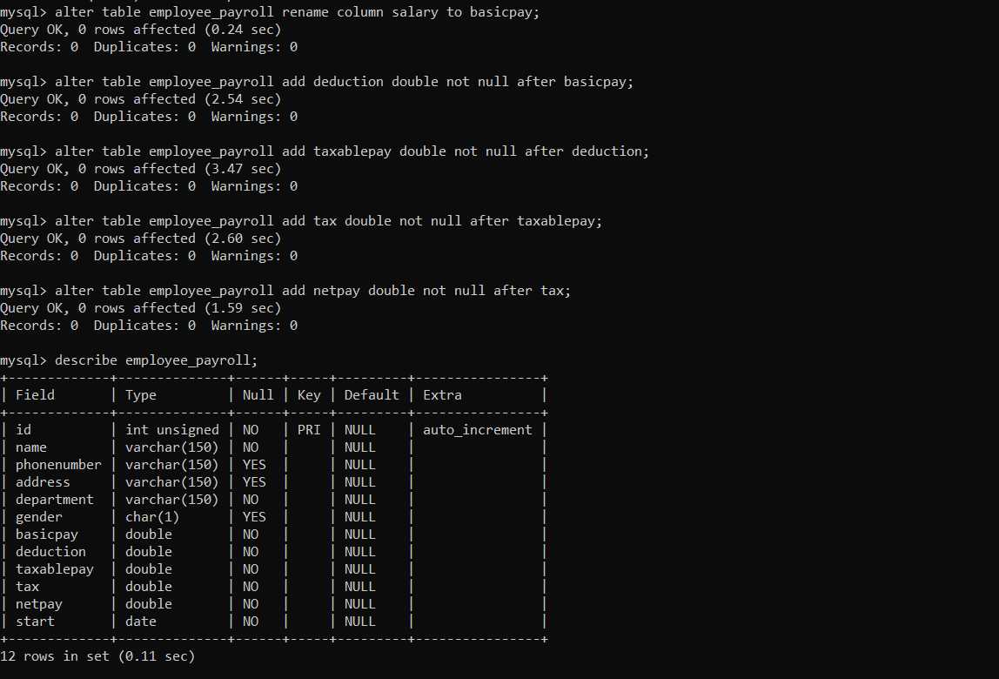 mysql> alter table employee_payroll rename column salary to basicpay;
Query OK, 0 rows affected (0.24 sec)
Records: 0  Duplicates: 0  Warnings: 0

mysql> alter table employee_payroll add deduction double not null after basicpay;
Query OK, 0 rows affected (2.54 sec)
Records: 0  Duplicates: 0  Warnings: 0

mysql> alter table employee_payroll add taxablepay double not null after deduction;
Query OK, 0 rows affected (3.47 sec)
Records: 0  Duplicates: 0  Warnings: 0

mysql> alter table employee_payroll add tax double not null after taxablepay;
Query OK, 0 rows affected (2.60 sec)
Records: 0  Duplicates: 0  Warnings: 0

mysql> alter table employee_payroll add netpay double not null after tax;
Query OK, 0 rows affected (1.59 sec)
Records: 0  Duplicates: 0  Warnings: 0

mysql> describe employee_payroll;
+-------------+--------------+------+-----+---------+----------------+
| Field       | Type         | Null | Key | Default | Extra          |
+-------------+--------------+------+-----+---------+----------------+
| id          | int unsigned | NO   | PRI | NULL    | auto_increment |
| name        | varchar(150) | NO   |     | NULL    |                |
| phonenumber | varchar(150) | YES  |     | NULL    |                |
| address     | varchar(150) | YES  |     | NULL    |                |
| department  | varchar(150) | NO   |     | NULL    |                |
| gender      | char(1)      | YES  |     | NULL    |                |
| basicpay    | double       | NO   |     | NULL    |                |
| deduction   | double       | NO   |     | NULL    |                |
| taxablepay  | double       | NO   |     | NULL    |                |
| tax         | double       | NO   |     | NULL    |                |
| netpay      | double       | NO   |     | NULL    |                |
| start       | date         | NO   |     | NULL    |                |
+-------------+--------------+------+-----+---------+----------------+
12 rows in set (0.11 sec)